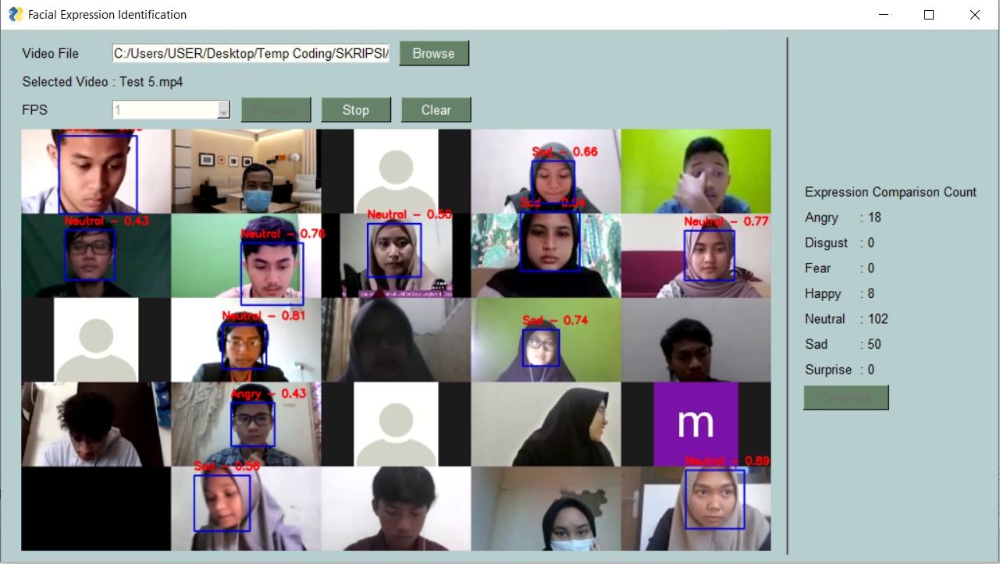 Facial Expression Identification
Video File C:/Users/USER/Desktop/Temp Coding/SKRIPSI/ Browse
Selected Video : Test 5.mp4
FPS 1 Process Stop Clear
Sad - 0.66
Sad - 0.54
Neutral - 0.43
Neutral - 0.76
Neutral - 0.50
Neutral - 0.77
Neutral - 0.81
Sad - 0.74
Angry - 0.43
m
Sad - 0.56
Neutral - 0.89
Expression Comparison Count
Angry : 18
Disgust : 0
Fear : 0
Happy : 8
Neutral : 102
Sad : 50
Surprise : 0
Generate